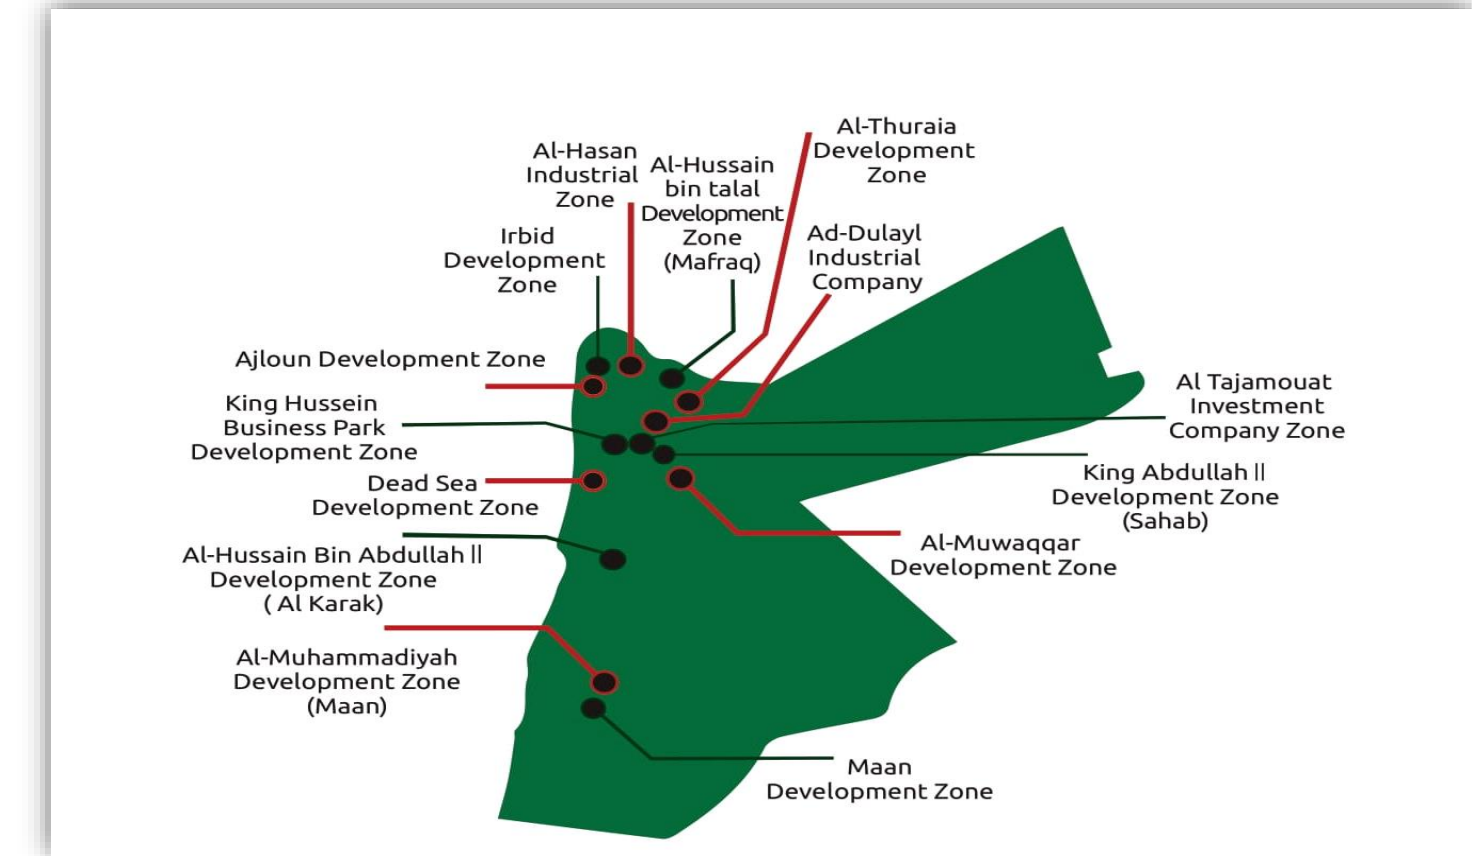 Al-Thuraia
Development
Zone
Al-Hasan
Industrial
Zone
Al-Hussain
bin talal
Development
Zone
(Mafraq)
Ad-Dulayl
Industrial
Company
Irbid
Development
Zone
Ajloun Development Zone
King Hussein
Business Park
Development Zone
Al Tajamouat
Investment
Company Zone
Dead Sea
Development Zone
King Abdullah ||
Development Zone
(Sahab)
Al-Hussain Bin Abdullah ||
Development Zone
( Al Karak)
Al-Muwaqqar
Development Zone
Al-Muhammadiyah
Development Zone
(Maan)
Maan
Development Zone